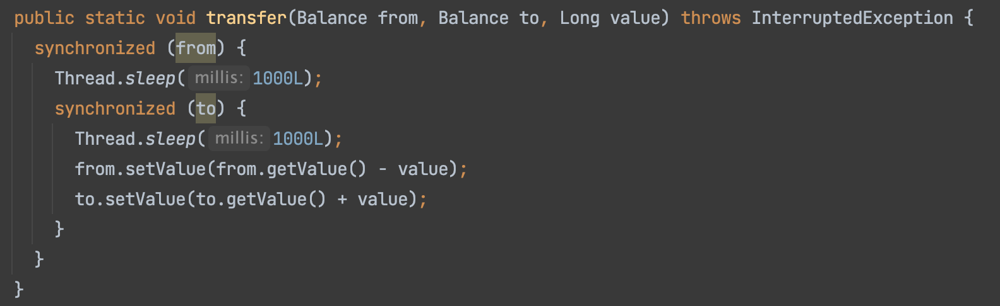 public static void transfer(Balance from, Balance to, Long value) throws InterruptedException {
synchronized (from) {
Thread.sleep( millis: 1000L);
synchronized (to) {
Thread.sleep( millis: 1000L);
from.setValue(from.getValue() - value);
to.setValue(to.getValue() + value);
}
}
}